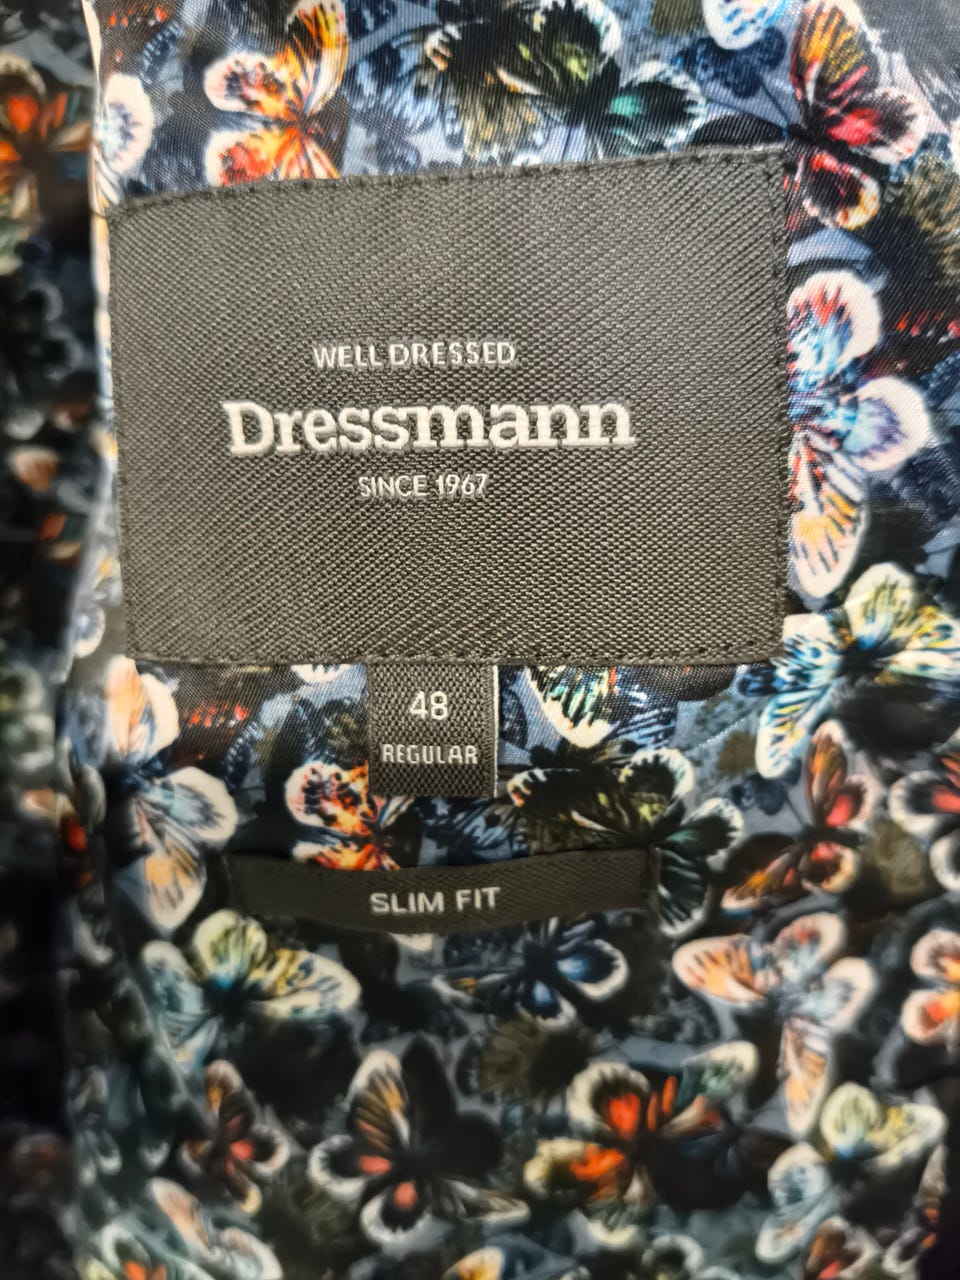 WELL DRESSED
Dressmann
SINCE 1967
48
REGULAR
SLIM FIT